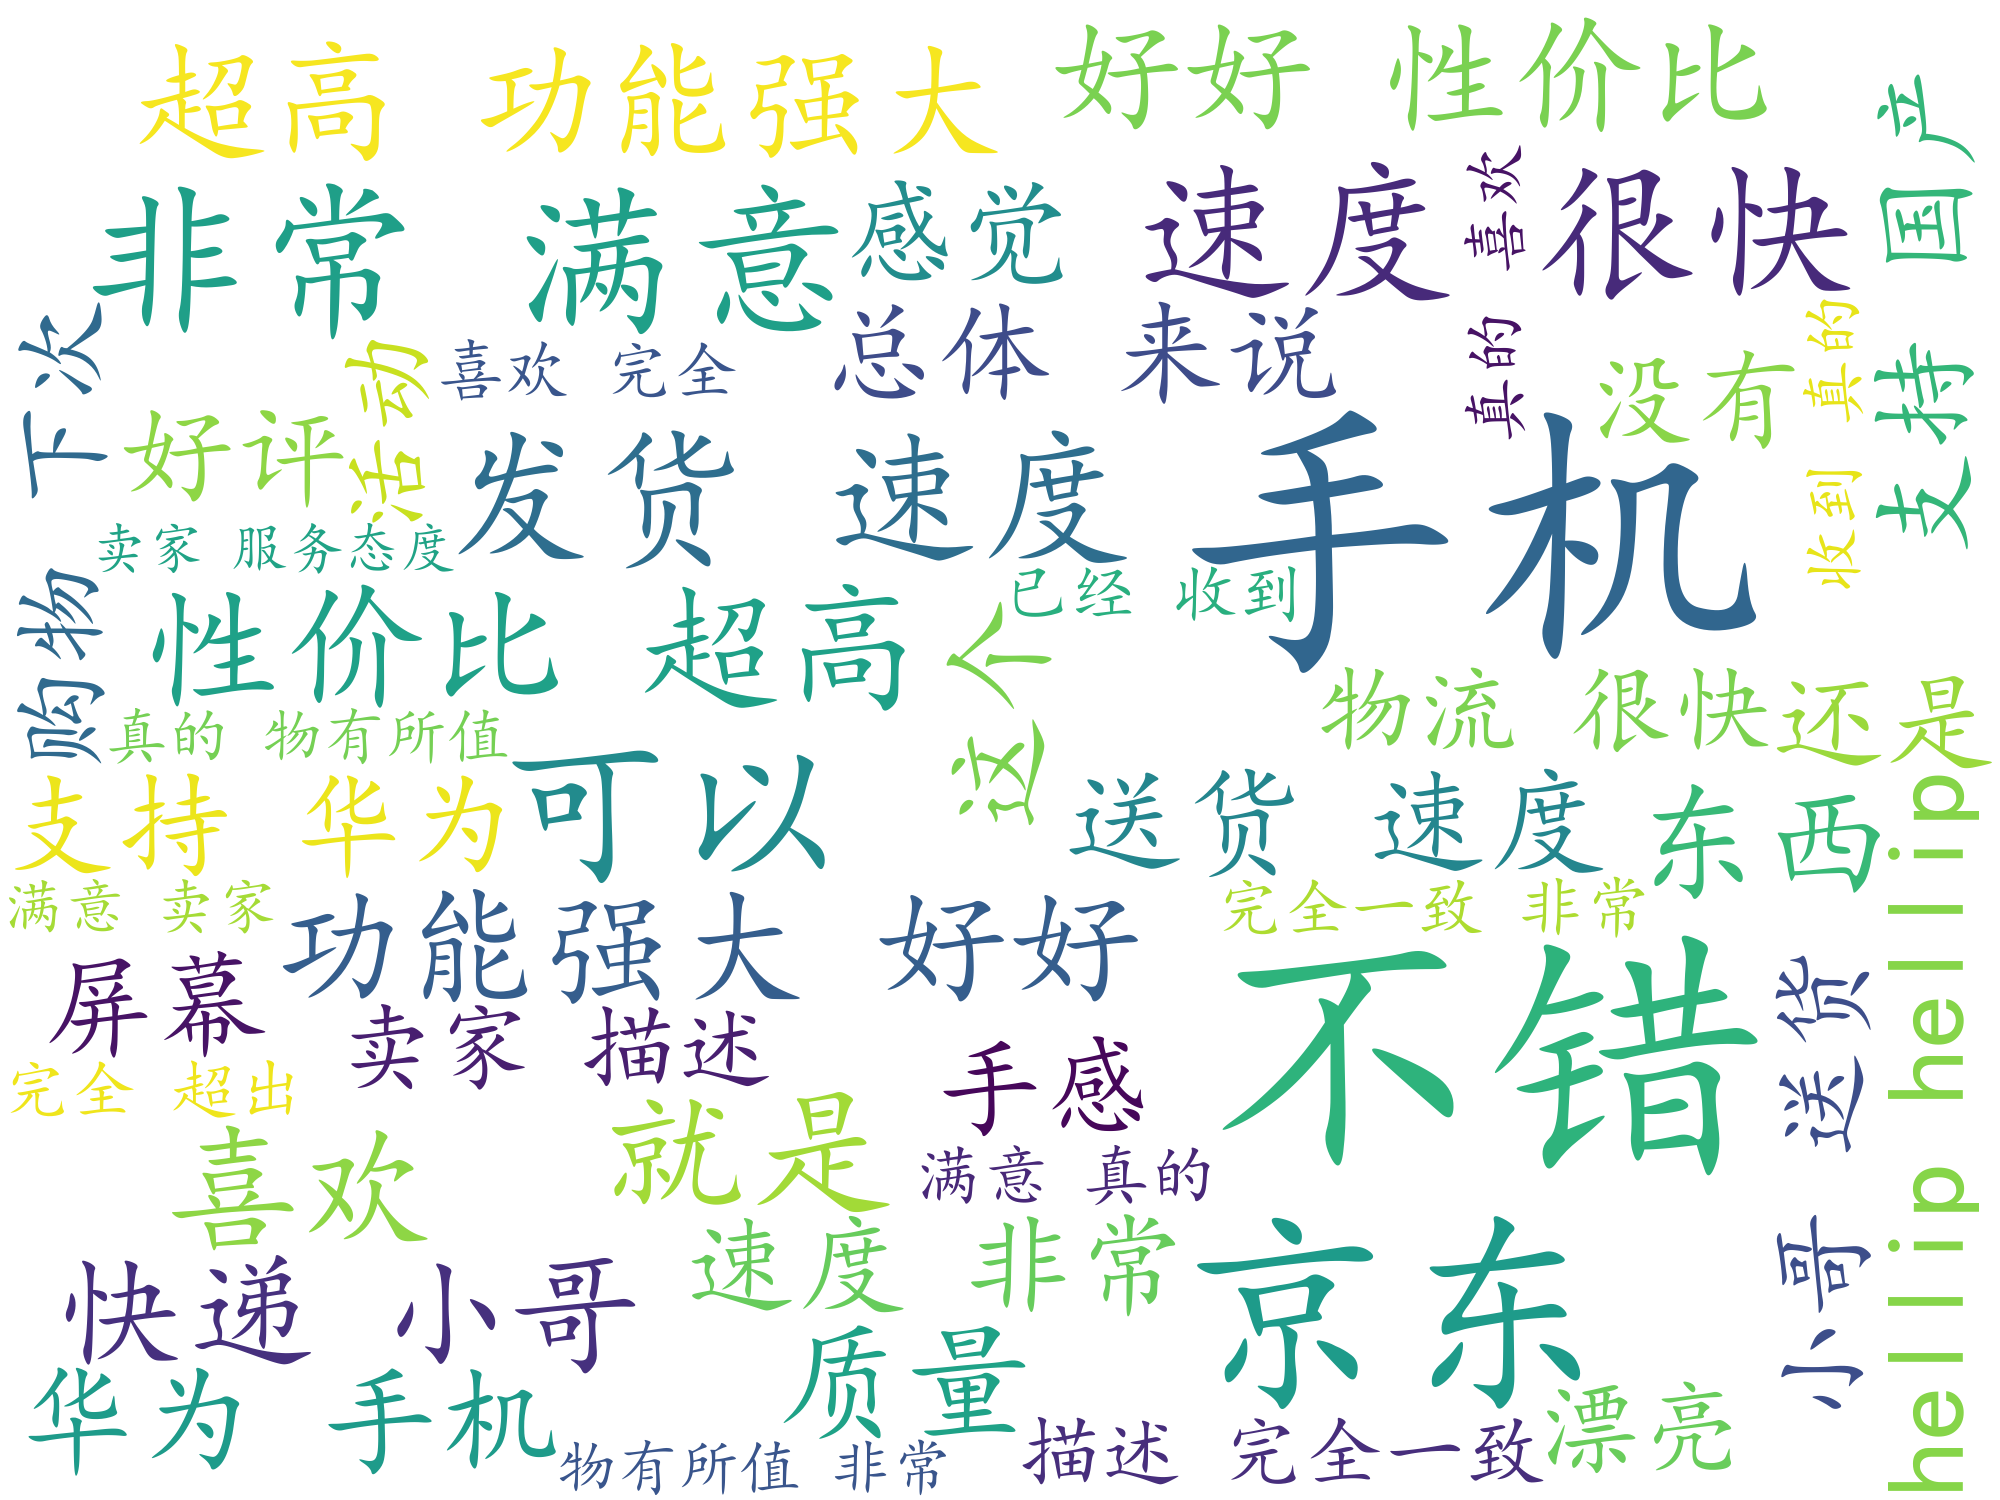 超高 功能强大
好好 性价比
非常 满意
感觉
速度 很快
喜欢 真的
支持 国产
下次
活动
喜欢 完全
总体 来说
真的
没有
收到 真的
好评
发货 速度
手机
卖家 服务态度
购物
已经 收到
性价比 超高
这个
物流 很快
还是
真的 物有所值
可以
支持 华为
送货 速度
东西
hellip hellip
满意 卖家
功能强大 好好
完全一致 非常
不错
屏幕
小哥 送货
卖家 描述
手感
完全 超出
就是
喜欢
满意 真的
速度 非常
京东
快递 小哥
质量
华为 手机
漂亮
描述 完全一致
物有所值 非常